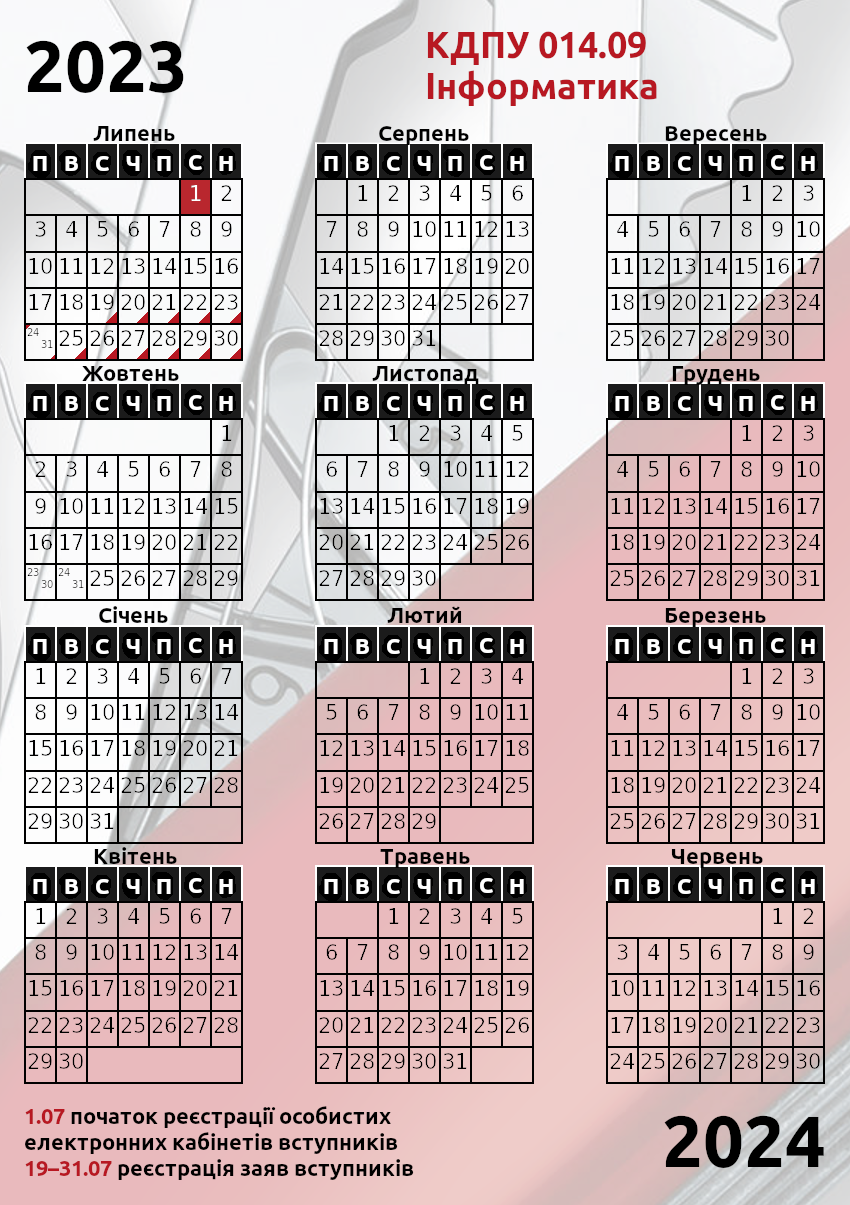 2023
КДПУ 014.09
Інформатика
Липень
П В С Ч П С Н
1 2
3 4 5 6 7 8 9
10 11 12 13 14 15 16
17 18 19 20 21 22 23
24 31 25 26 27 28 29 30
Серпень
П В С Ч П С Н
1 2 3 4 5 6
7 8 9 10 11 12 13
14 15 16 17 18 19 20
21 22 23 24 25 26 27
28 29 30 31
Вересень
П В С Ч П С Н
1 2 3
4 5 6 7 8 9 10
11 12 13 14 15 16 17
18 19 20 21 22 23 24
25 26 27 28 29 30
Жовтень
П В С Ч П С Н
1
2 3 4 5 6 7 8
9 10 11 12 13 14 15
16 17 18 19 20 21 22
23 30 24 31 25 26 27 28 29
Листопад
П В С Ч П С Н
1 2 3 4 5
6 7 8 9 10 11 12
13 14 15 16 17 18 19
20 21 22 23 24 25 26
27 28 29 30
Грудень
П В С Ч П С Н
1 2 3
4 5 6 7 8 9 10
11 12 13 14 15 16 17
18 19 20 21 22 23 24
25 26 27 28 29 30 31
Січень
П В С Ч П С Н
1 2 3 4 5 6 7
8 9 10 11 12 13 14
15 16 17 18 19 20 21
22 23 24 25 26 27 28
29 30 31
Лютий
П В С Ч П С Н
1 2 3 4
5 6 7 8 9 10 11
12 13 14 15 16 17 18
19 20 21 22 23 24 25
26 27 28 29
Березень
П В С Ч П С Н
1 2 3
4 5 6 7 8 9 10
11 12 13 14 15 16 17
18 19 20 21 22 23 24
25 26 27 28 29 30 31
Квітень
П В С Ч П С Н
1 2 3 4 5 6 7
8 9 10 11 12 13 14
15 16 17 18 19 20 21
22 23 24 25 26 27 28
29 30
Травень
П В С Ч П С Н
1 2 3 4 5
6 7 8 9 10 11 12
13 14 15 16 17 18 19
20 21 22 23 24 25 26
27 28 29 30 31
Червень
П В С Ч П С Н
1 2
3 4 5 6 7 8 9
10 11 12 13 14 15 16
17 18 19 20 21 22 23
24 25 26 27 28 29 30
1.07 початок реєстрації особистих
електронних кабінетів вступників
19–31.07 реєстрація заяв вступників
2024